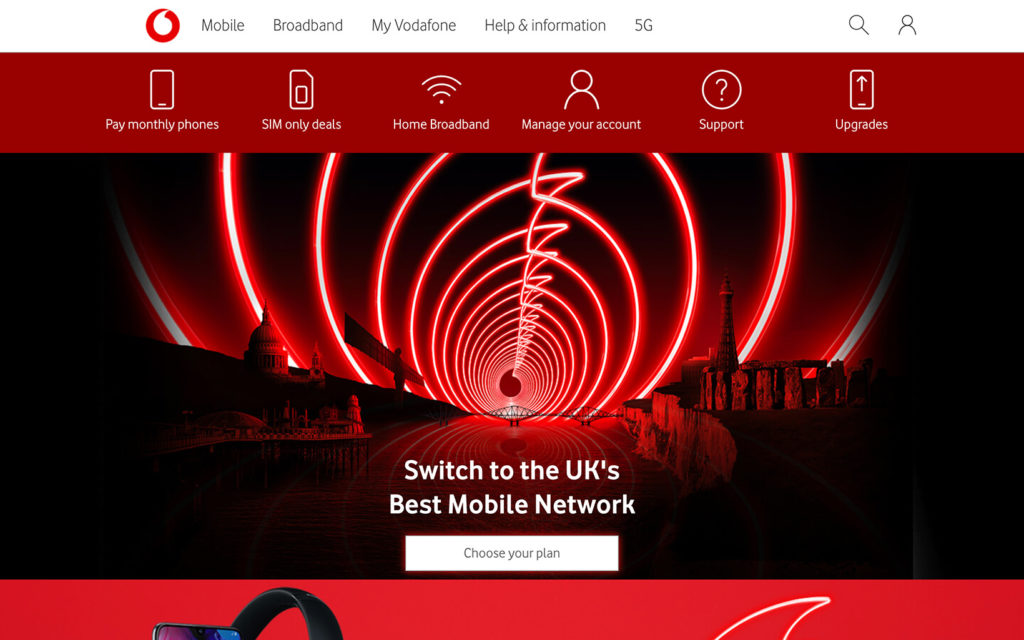 Mobile
Broadband
My Vodafone
Help & information
5G
Pay monthly phones
SIM only deals
Home Broadband
Manage your account
Support
Upgrades
Switch to the UK's
Best Mobile Network
Choose your plan